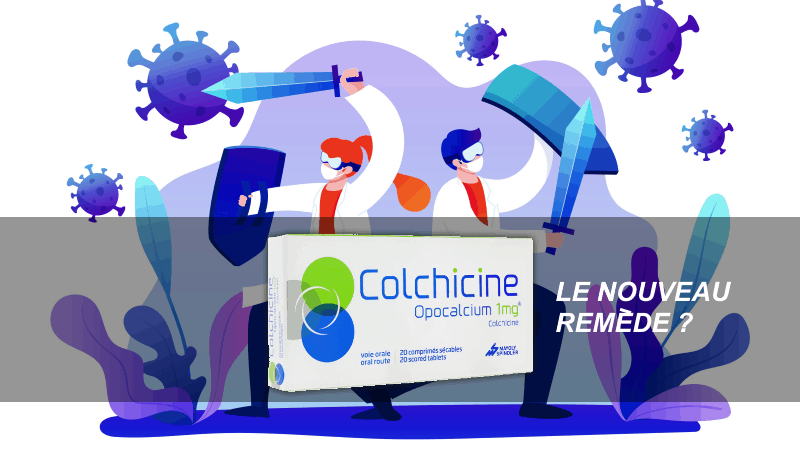 Colchicine
Opocalcium 1mg*
Colchicine
voie orale
oral route
20 comprimés sécables
20 scored tablets
MAYOLY
SPINDLER
LE NOUVEAU
REMÈDE ?